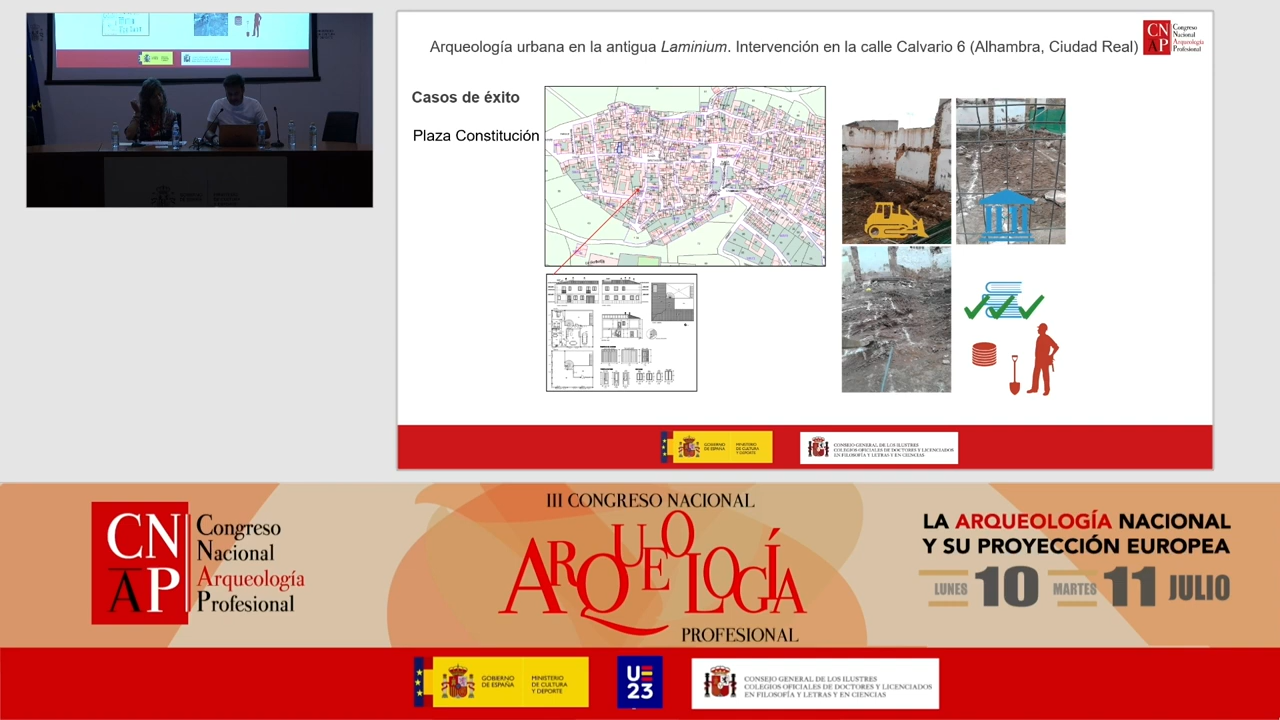 Arqueología urbana en la antigua Laminium. Intervención en la calle Calvario 6 (Alhambra, Ciudad Real)
CN
AP
Congreso
Nacional
Arqueología
Profesional
Casos de éxito
Plaza Constitución
GOBIERNO
DE ESPAÑA
MINISTERIO
DE CULTURA
Y DEPORTE
CONSEJO GENERAL DE LOS ILUSTRES
COLEGIOS OFICIALES DE DOCTORES Y LICENCIADOS
EN FILOSOFÍA Y LETRAS Y EN CIENCIAS
CN
AP
Congreso
Nacional
Arqueología
Profesional
III CONGRESO NACIONAL
ARQUEOLOGÍA
PROFESIONAL
LA ARQUEOLOGÍA NACIONAL
Y SU PROYECCIÓN EUROPEA
LUNES 10 MARTES 11 JULIO
GOBIERNO
DE ESPAÑA
MINISTERIO
DE CULTURA
Y DEPORTE
UE
23
CONSEJO GENERAL DE LOS ILUSTRES
COLEGIOS OFICIALES DE DOCTORES Y LICENCIADOS
EN FILOSOFÍA Y LETRAS Y EN CIENCIAS